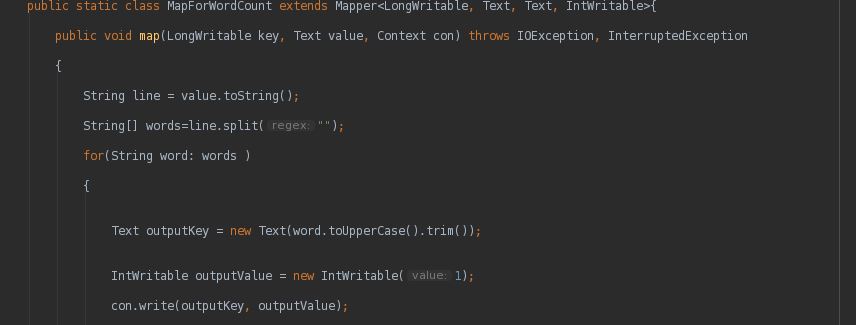 public static class MapForWordCount extends Mapper<LongWritable, Text, Text, IntWritable>{
public void map(LongWritable key, Text value, Context con) throws IOException, InterruptedException
{
String line = value.toString();
String[] words=line.split( regex: "");
for(String word: words )
{
Text outputKey = new Text(word.toUpperCase().trim());
IntWritable outputValue = new IntWritable( value: 1);
con.write(outputKey, outputValue);